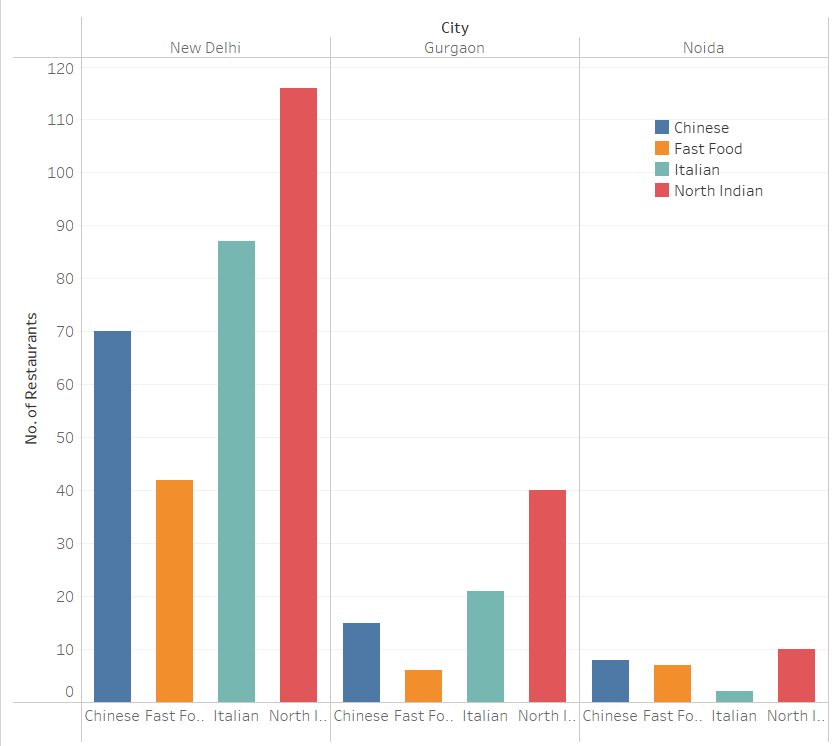 City
New Delhi Gurgaon Noida
120
110
100
90
80
70
60
50
40
30
20
10
0
No. of Restaurants
Chinese
Fast Food
Italian
North Indian
Chinese Fast Fo.. Italian North I.. Chinese Fast Fo.. Italian North I.. Chinese Fast Fo.. Italian North I..